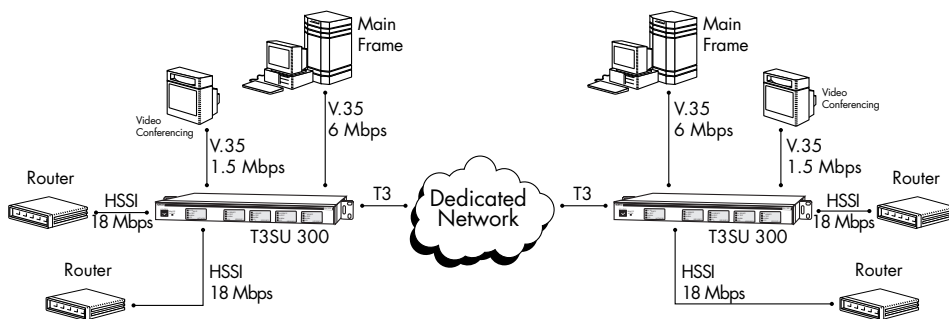 Main
Frame
Video
Conferencing
V.35
6 Mbps
V.35
1.5 Mbps
Router
HSSI
18 Mbps
T3SU 300
T3
Router
HSSI
18 Mbps
Dedicated
Network
Main
Frame
Video
Conferencing
V.35
6 Mbps
V.35
1.5 Mbps
T3
T3SU 300
HSSI
18 Mbps
Router
HSSI
18 Mbps
Router